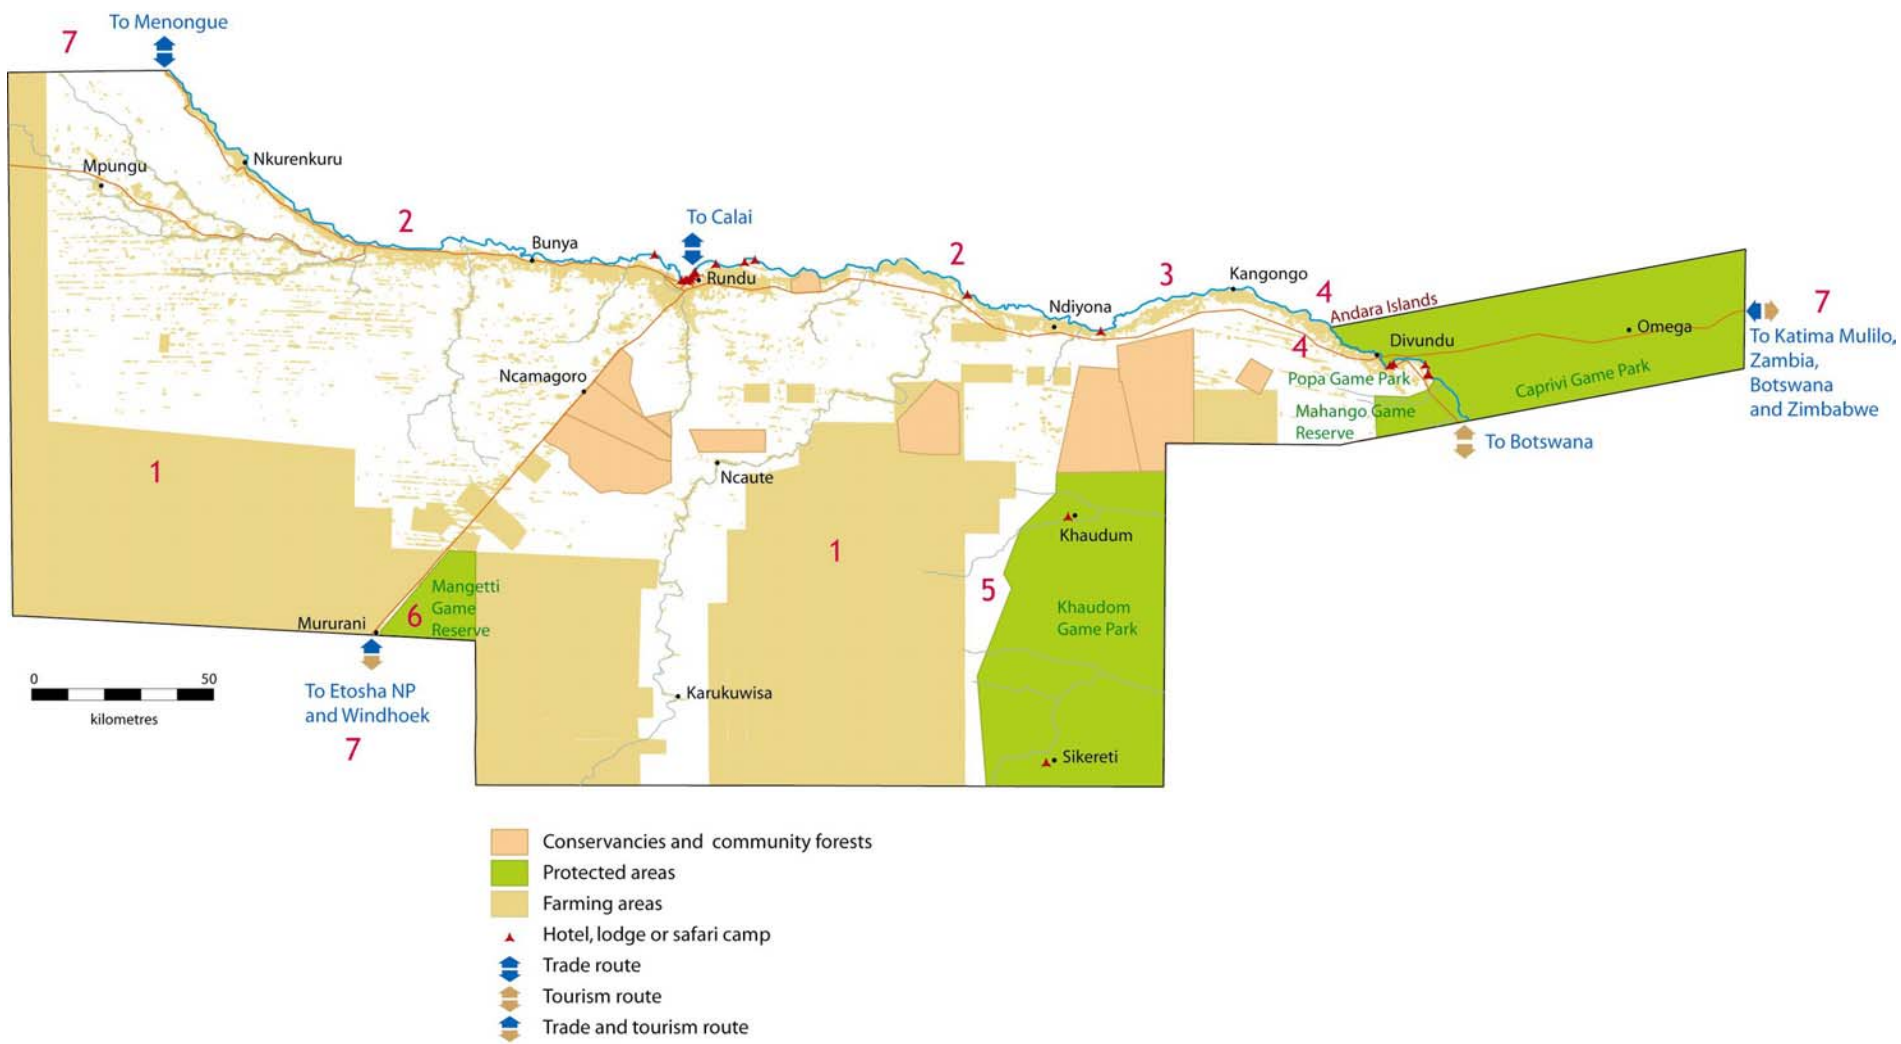 To Menongue
7
Nkurenkuru
Mpungu
2
To Calai
Bunya
Rundu
2
3
Kangongo
4
Andara Islands
Ndiyona
Divundu
Omega
7
To Katima Mulilo,
Zambia,
Botswana
and Zimbabwe
4
Popa Game Park
Caprivi Game Park
Mahango Game
Reserve
To Botswana
Ncamagoro
1
Ncaute
1
Khaudum
5
Khaudom
Game Park
Mangetti
Game
Reserve
6
Mururani
0
50
kilometres
To Etosha NP
and Windhoek
7
Karukuwisa
Sikereti
Conservancies and community forests
Protected areas
Farming areas
Hotel, lodge or safari camp
Trade route
Tourism route
Trade and tourism route